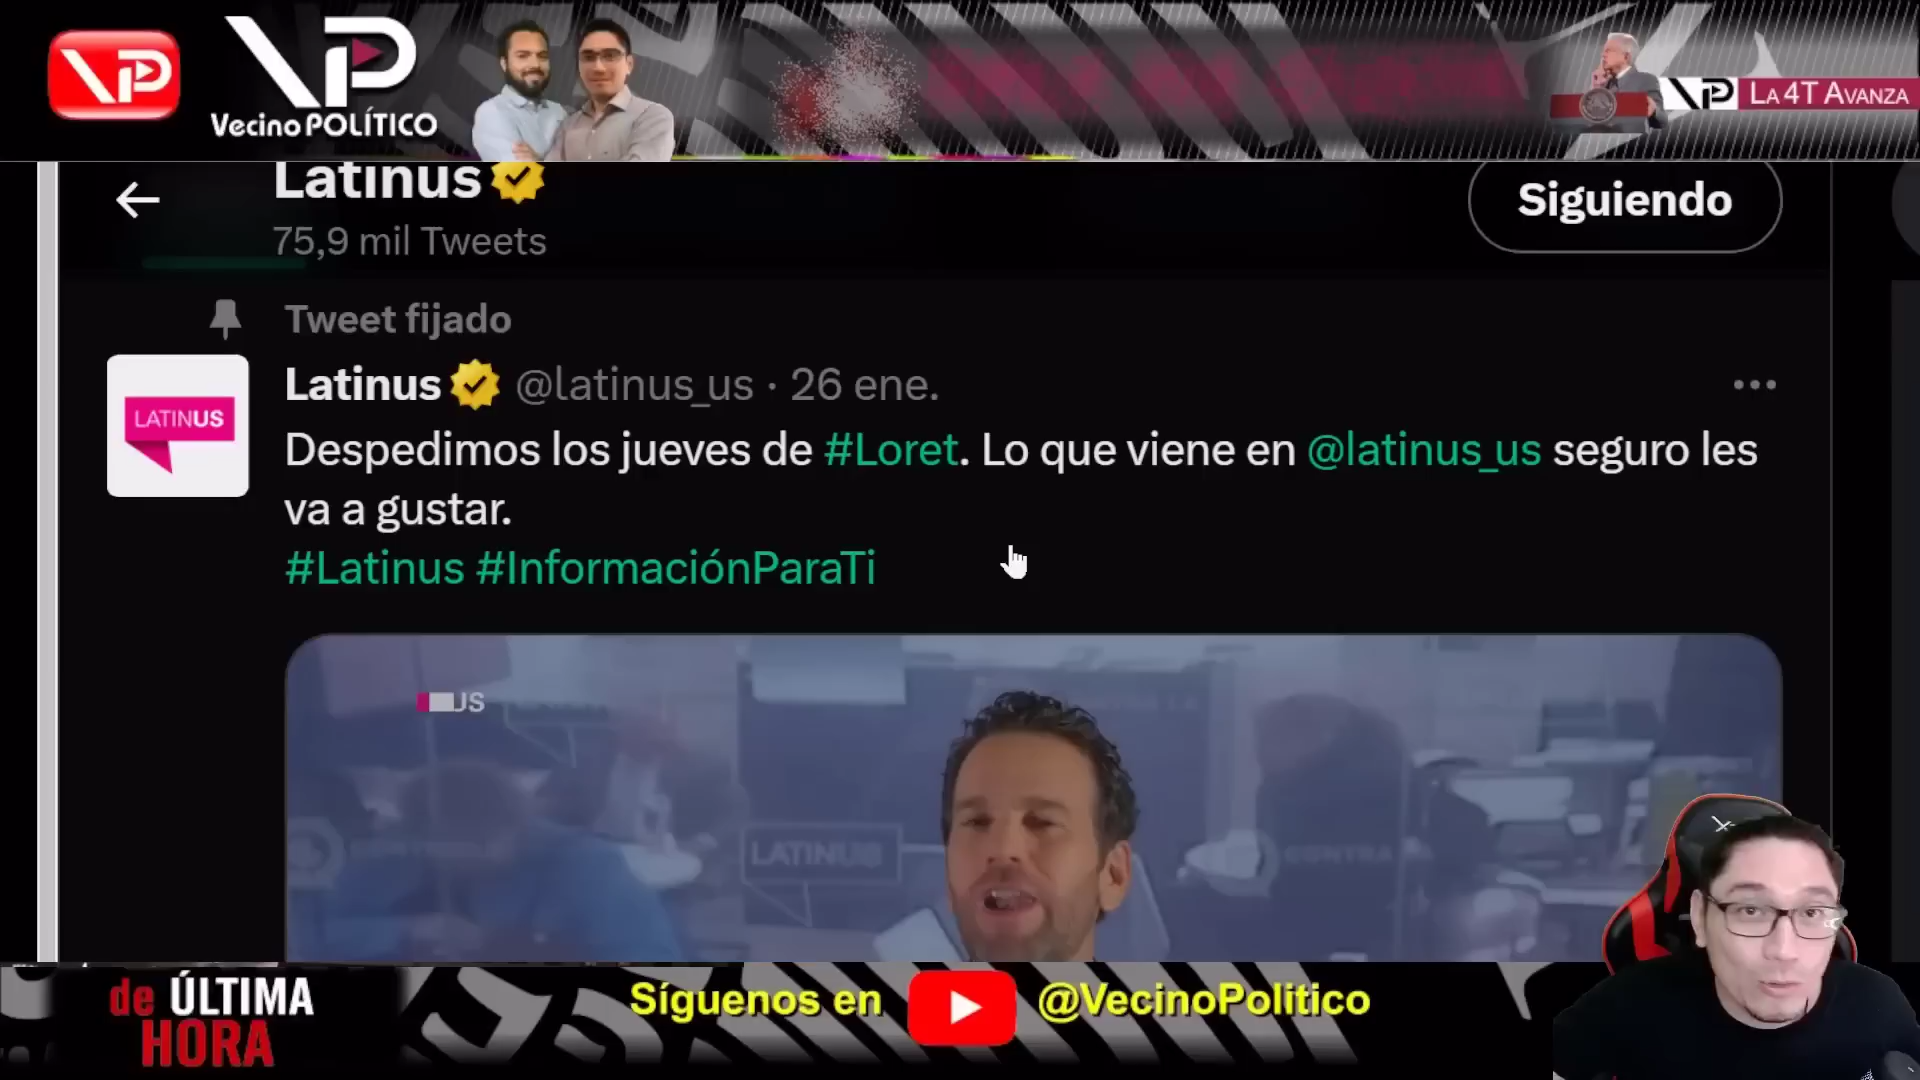 VP
VP
Vecino POLÍTICO
VP LA 4T AVANZA
Latinus
75,9 mil Tweets
Siguiendo
Tweet fijado
LATINUS
Latinus @latinus_us · 26 ene.
Despedimos los jueves de #Loret. Lo que viene en @latinus_us seguro les
va a gustar.
#Latinus #InformaciónParaTi
US
LATINUS
CONTRA
de ÚLTIMA
HORA
Síguenos en
@VecinoPolitico